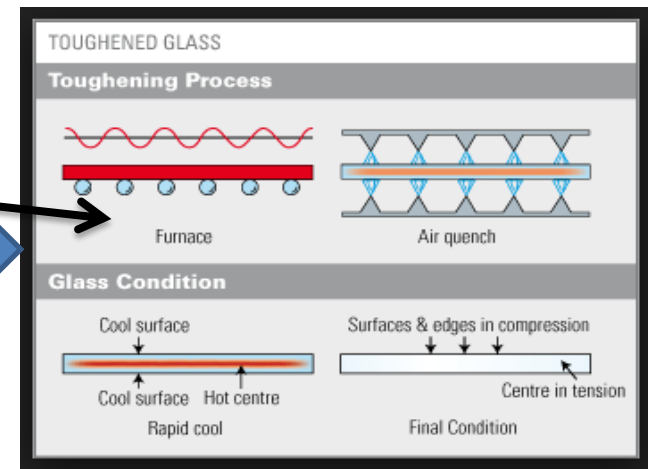 TOUGHENED GLASS
Toughening Process
Furnace
Air quench
Glass Condition
Cool surface
Cool surface
Hot centre
Rapid cool
Surfaces & edges in compression
Centre in tension
Final Condition